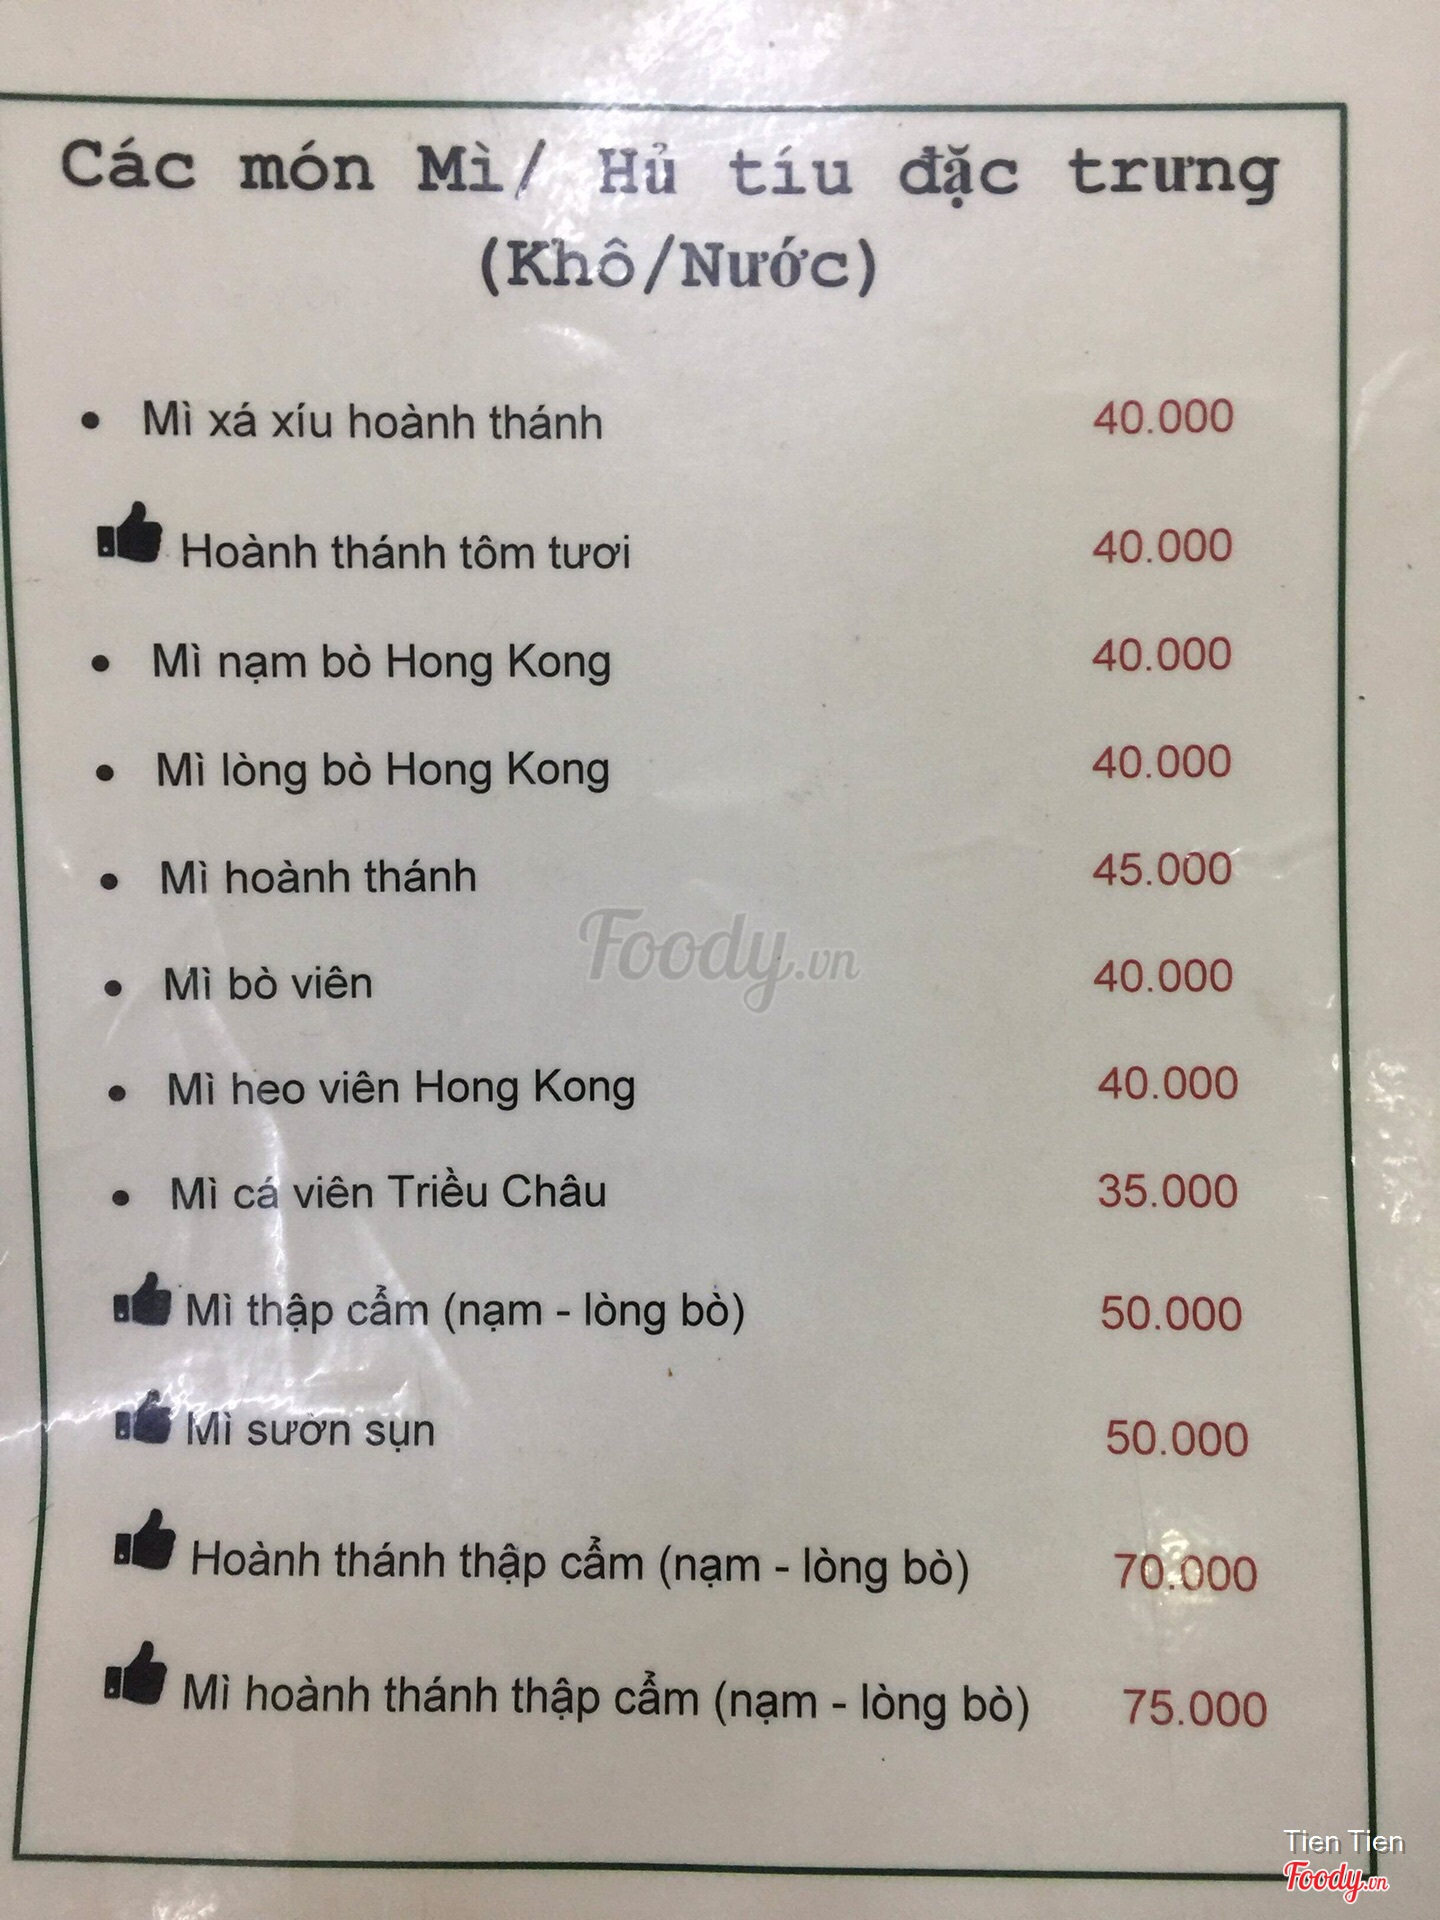 Các món Mì/ Hủ tíu đặc trưng
(Khô/Nước)
• Mì xá xíu hoành thánh 40.000
Hoành thánh tôm tươi 40.000
• Mì nạm bò Hong Kong 40.000
• Mì lòng bò Hong Kong 40.000
• Mì hoành thánh 45.000
• Mì bò viên 40.000
• Mì heo viên Hong Kong 40.000
• Mì cá viên Triều Châu 35.000
Mì thập cẩm (nạm - lòng bò) 50.000
Mì sườn sụn 50.000
Hoành thánh thập cẩm (nạm - lòng bò) 70.000
Mì hoành thánh thập cẩm (nạm - lòng bò) 75.000
Foody.vn
Tien Tien
Foody.vn